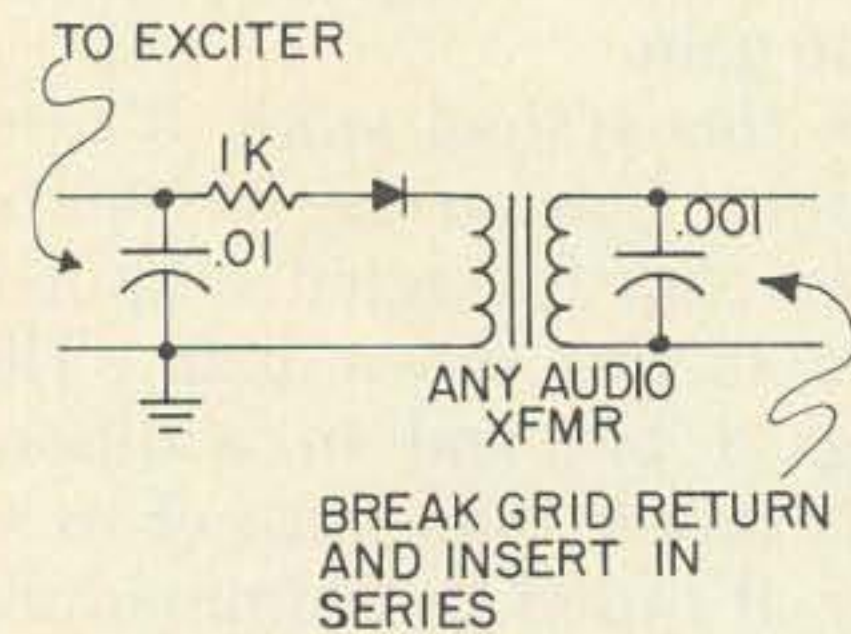 TO EXCITER
1K
.01
.001
ANY AUDIO
XFMR
BREAK GRID RETURN
AND INSERT IN
SERIES